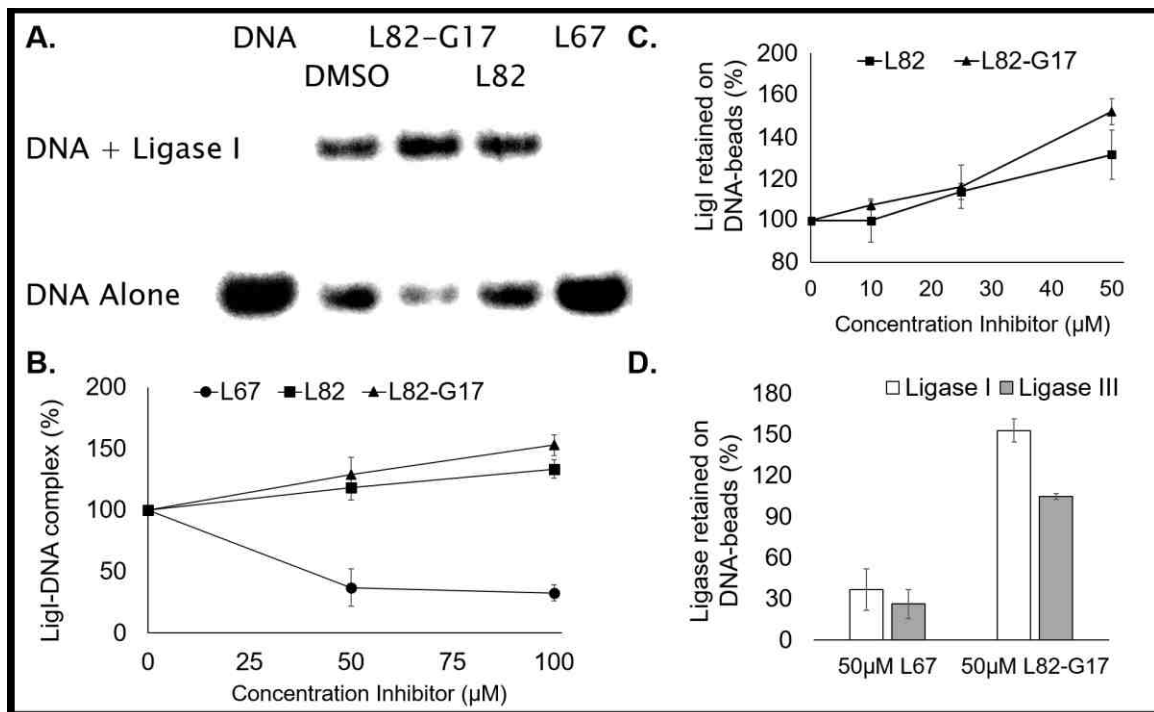 A.
DNA L82-G17 L67
DMSO L82
DNA + Ligase I
DNA Alone
B.
L67 L82 L82-G17
LigI-DNA complex (%)
200
150
100
50
0
0 25 50 75 100
Concentration Inhibitor (µM)
C.
L82 L82-G17
LigI retained on
DNA-beads (%)
200
180
160
140
120
100
80
0 10 20 30 40 50
Concentration Inhibitor (µM)
D.
Ligase I Ligase III
Ligase retained on
DNA-beads (%)
180
150
120
90
60
30
0
50µM L67 50µM L82-G17